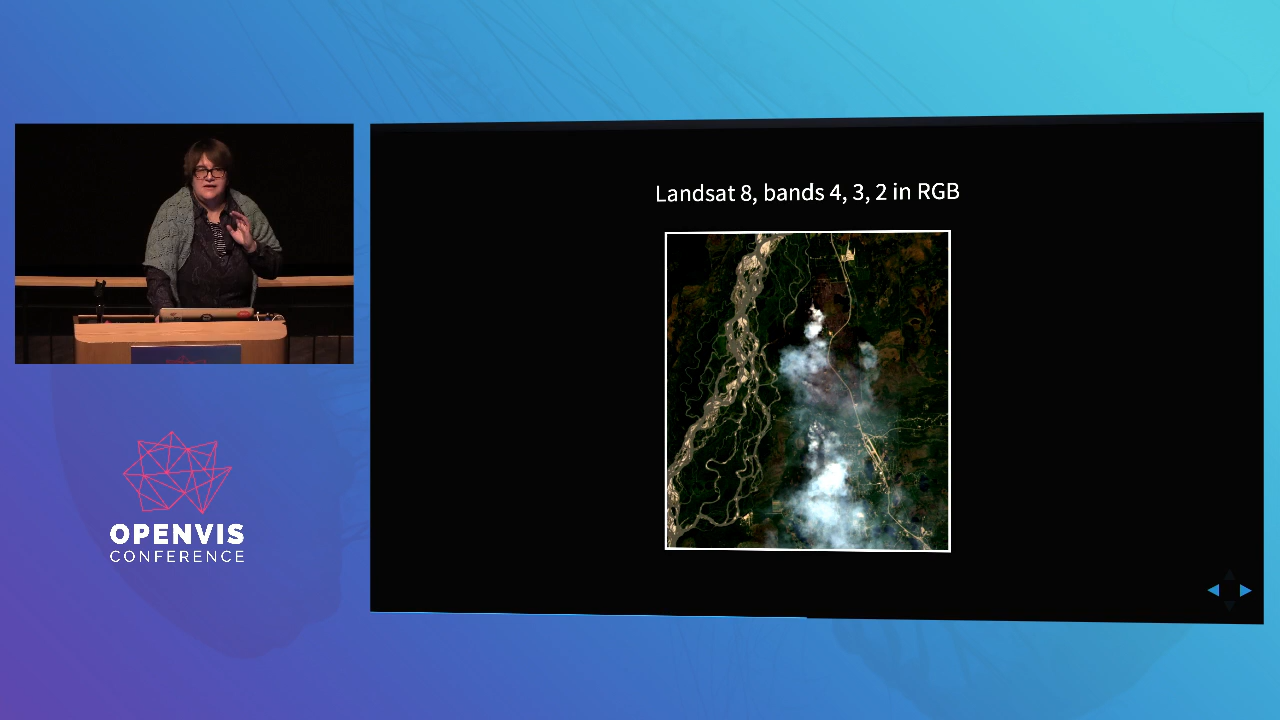 Landsat 8, bands 4, 3, 2 in RGB
OPENVIS
CONFERENCE